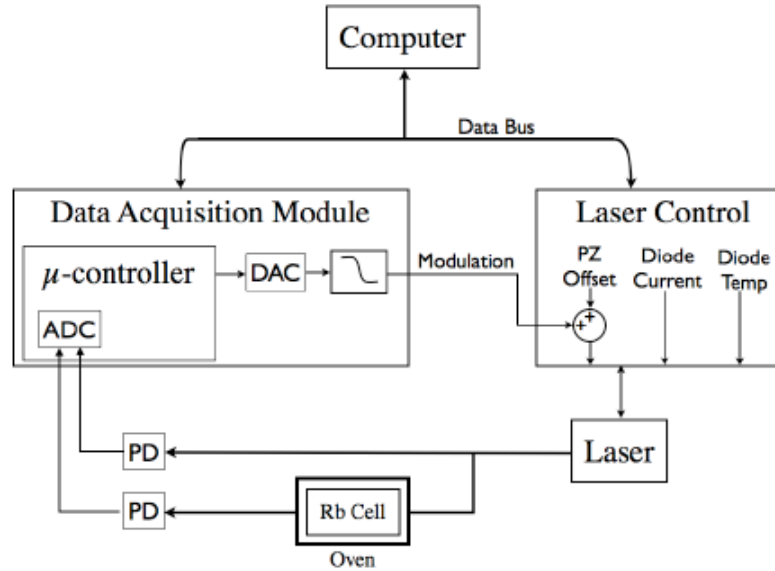 Computer
Data Bus
Data Acquisition Module
Laser Control
μ-controller
DAC
Modulation
PZ
Offset
Diode
Current
Diode
Temp
ADC
+
+
PD
Laser
PD
Rb Cell
Oven